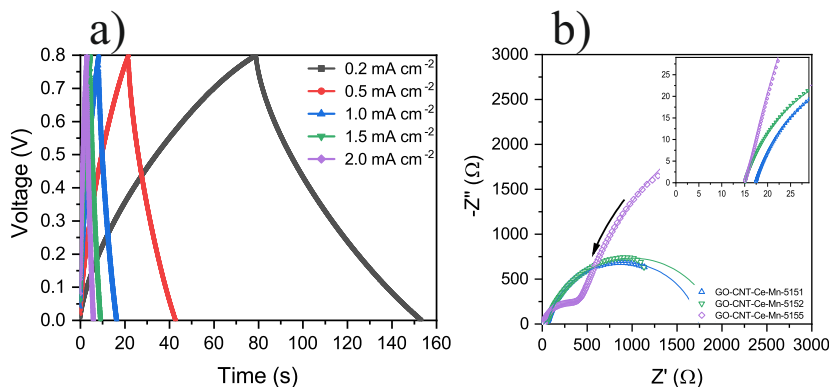 a)
0.8
0.7
0.6
0.5
0.4
0.3
0.2
0.1
0.0
Voltage (V)
0.2 mA cm-2
0.5 mA cm-2
1.0 mA cm-2
1.5 mA cm-2
2.0 mA cm-2
0 20 40 60 80 100 120 140 160
Time (s)
b)
3000
2500
2000
1500
1000
500
0
-Z'' (Ω)
25
20
15
10
5
0
0 5 10 15 20 25
GO-CNT-Ce-Mn-5151
GO-CNT-Ce-Mn-5152
GO-CNT-Ce-Mn-5155
0 500 1000 1500 2000 2500 3000
Z' (Ω)